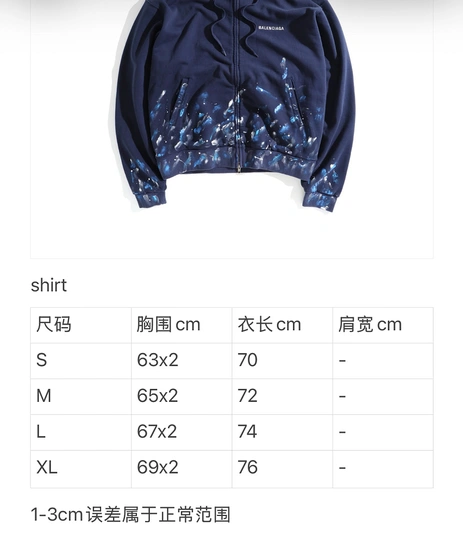 BALENCIAGA
shirt
尺码 胸围cm 衣长cm 肩宽cm
S 63x2 70 -
M 65x2 72 -
L 67x2 74 -
XL 69x2 76 -
1-3cm误差属于正常范围